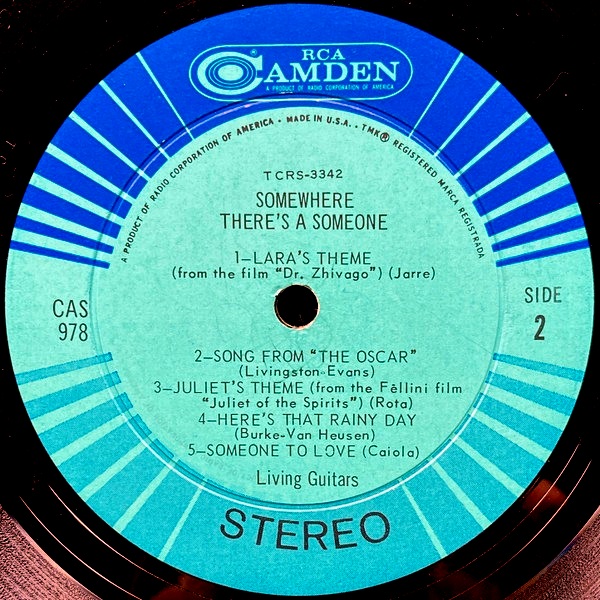 RCA
CAMDEN
®
A PRODUCT OF RADIO CORPORATION OF AMERICA
A PRODUCT OF RADIO CORPORATION OF AMERICA • MADE IN U.S.A. • TMK® REGISTERED MARCA REGISTRADA
TCRS-3342
SOMEWHERE
THERE'S A SOMEONE
1—LARA'S THEME
(from the film “Dr. Zhivago”) (Jarre)
CAS
978
SIDE
2
2—SONG FROM “THE OSCAR”
(Livingston-Evans)
3—JULIET'S THEME (from the Fèllini film
“Juliet of the Spirits”) (Rota)
4—HERE'S THAT RAINY DAY
(Burke-Van Heusen)
5—SOMEONE TO LOVE (Caiola)
Living Guitars
STEREO